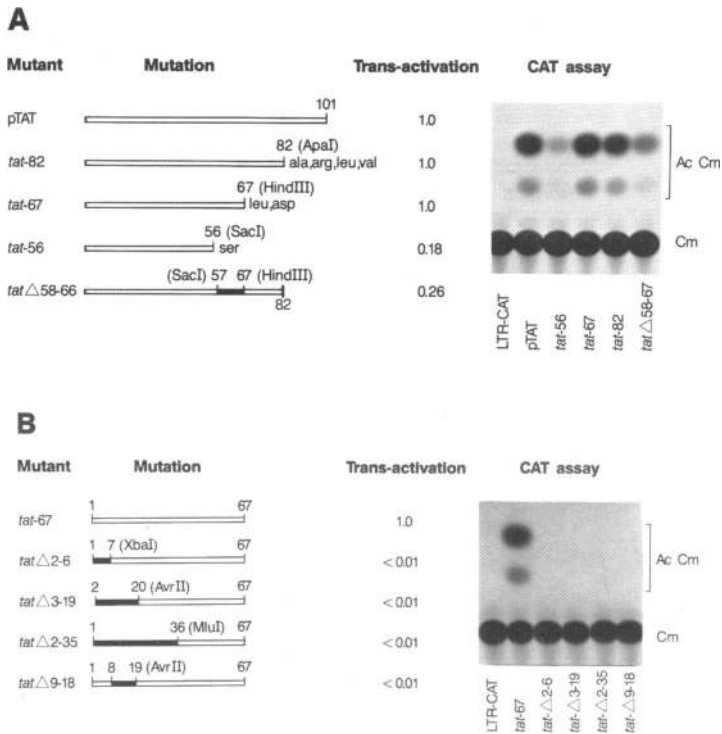 A
Mutant Mutation Trans-activation CAT assay
pTAT 101 1.0
tat-82 82 (ApaI) ala,arg,leu,val 1.0
tat-67 67 (HindIII) leu,asp 1.0
tat-56 56 (SacI) ser 0.18
tat△58-66 (SacI) 57 67 (HindIII) 82 0.26
Ac Cm
Cm
LTR-CAT
pTAT
tat-56
tat-67
tat-82
tat△58-67
B
Mutant Mutation Trans-activation CAT assay
tat-67 1 67 1.0
tat△2-6 1 7 (XbaI) 67 <0.01
tat△3-19 2 20 (AvrII) 67 <0.01
tat△2-35 1 36 (MluI) 67 <0.01
tat△9-18 1 8 19 (AvrII) 67 <0.01
Ac Cm
Cm
LTR-CAT
tat-67
tat-△2-6
tat-△3-19
tat-△2-35
tat-△9-18